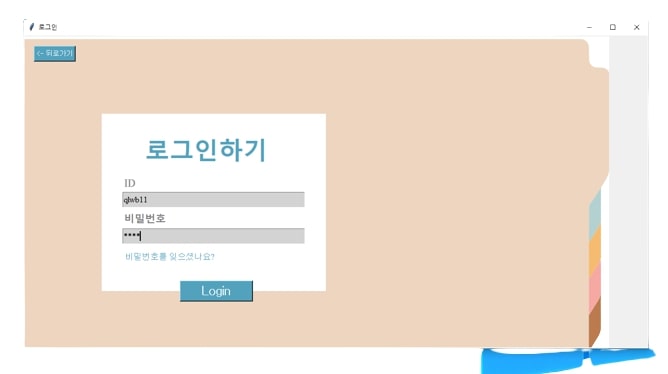 로그인
<- 뒤로가기
로그인하기
ID
qlwb11
비밀번호
****
비밀번호를 잊으셨나요?
Login